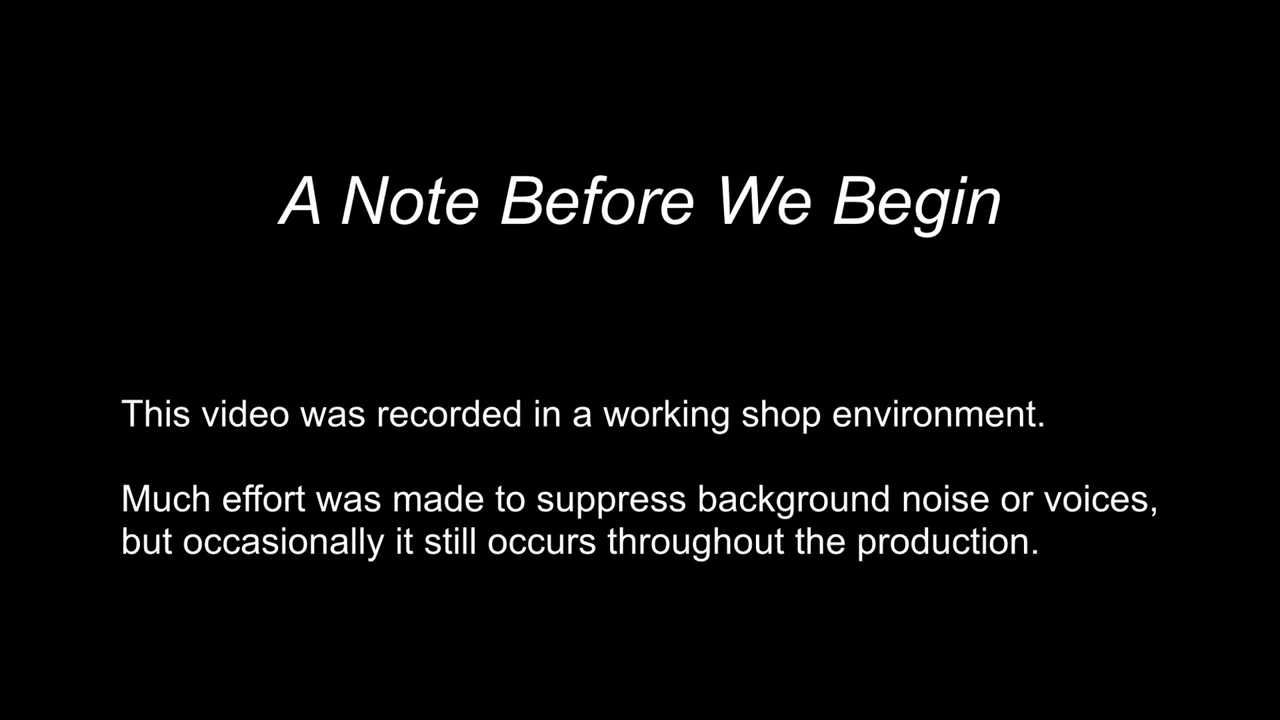 A Note Before We Begin
This video was recorded in a working shop environment.
Much effort was made to suppress background noise or voices,
but occasionally it still occurs throughout the production.